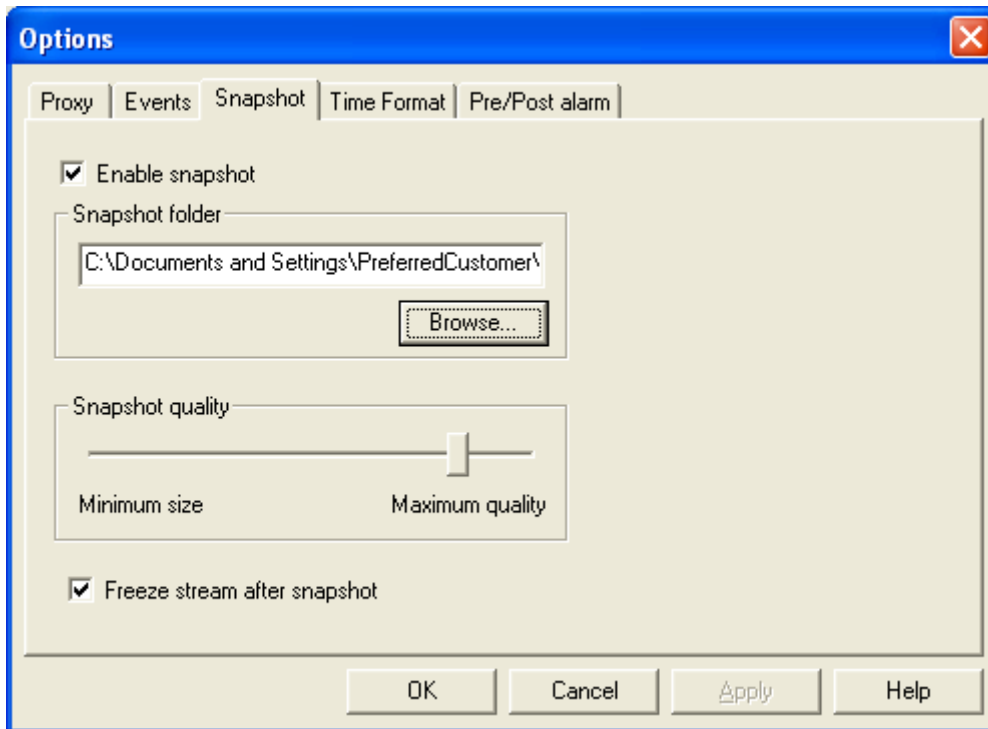 Options
Proxy Events Snapshot Time Format Pre/Post alarm
Enable snapshot
Snapshot folder
C:\Documents and Settings\PreferredCustomer\
Browse...
Snapshot quality
Minimum size Maximum quality
Freeze stream after snapshot
OK Cancel Apply Help